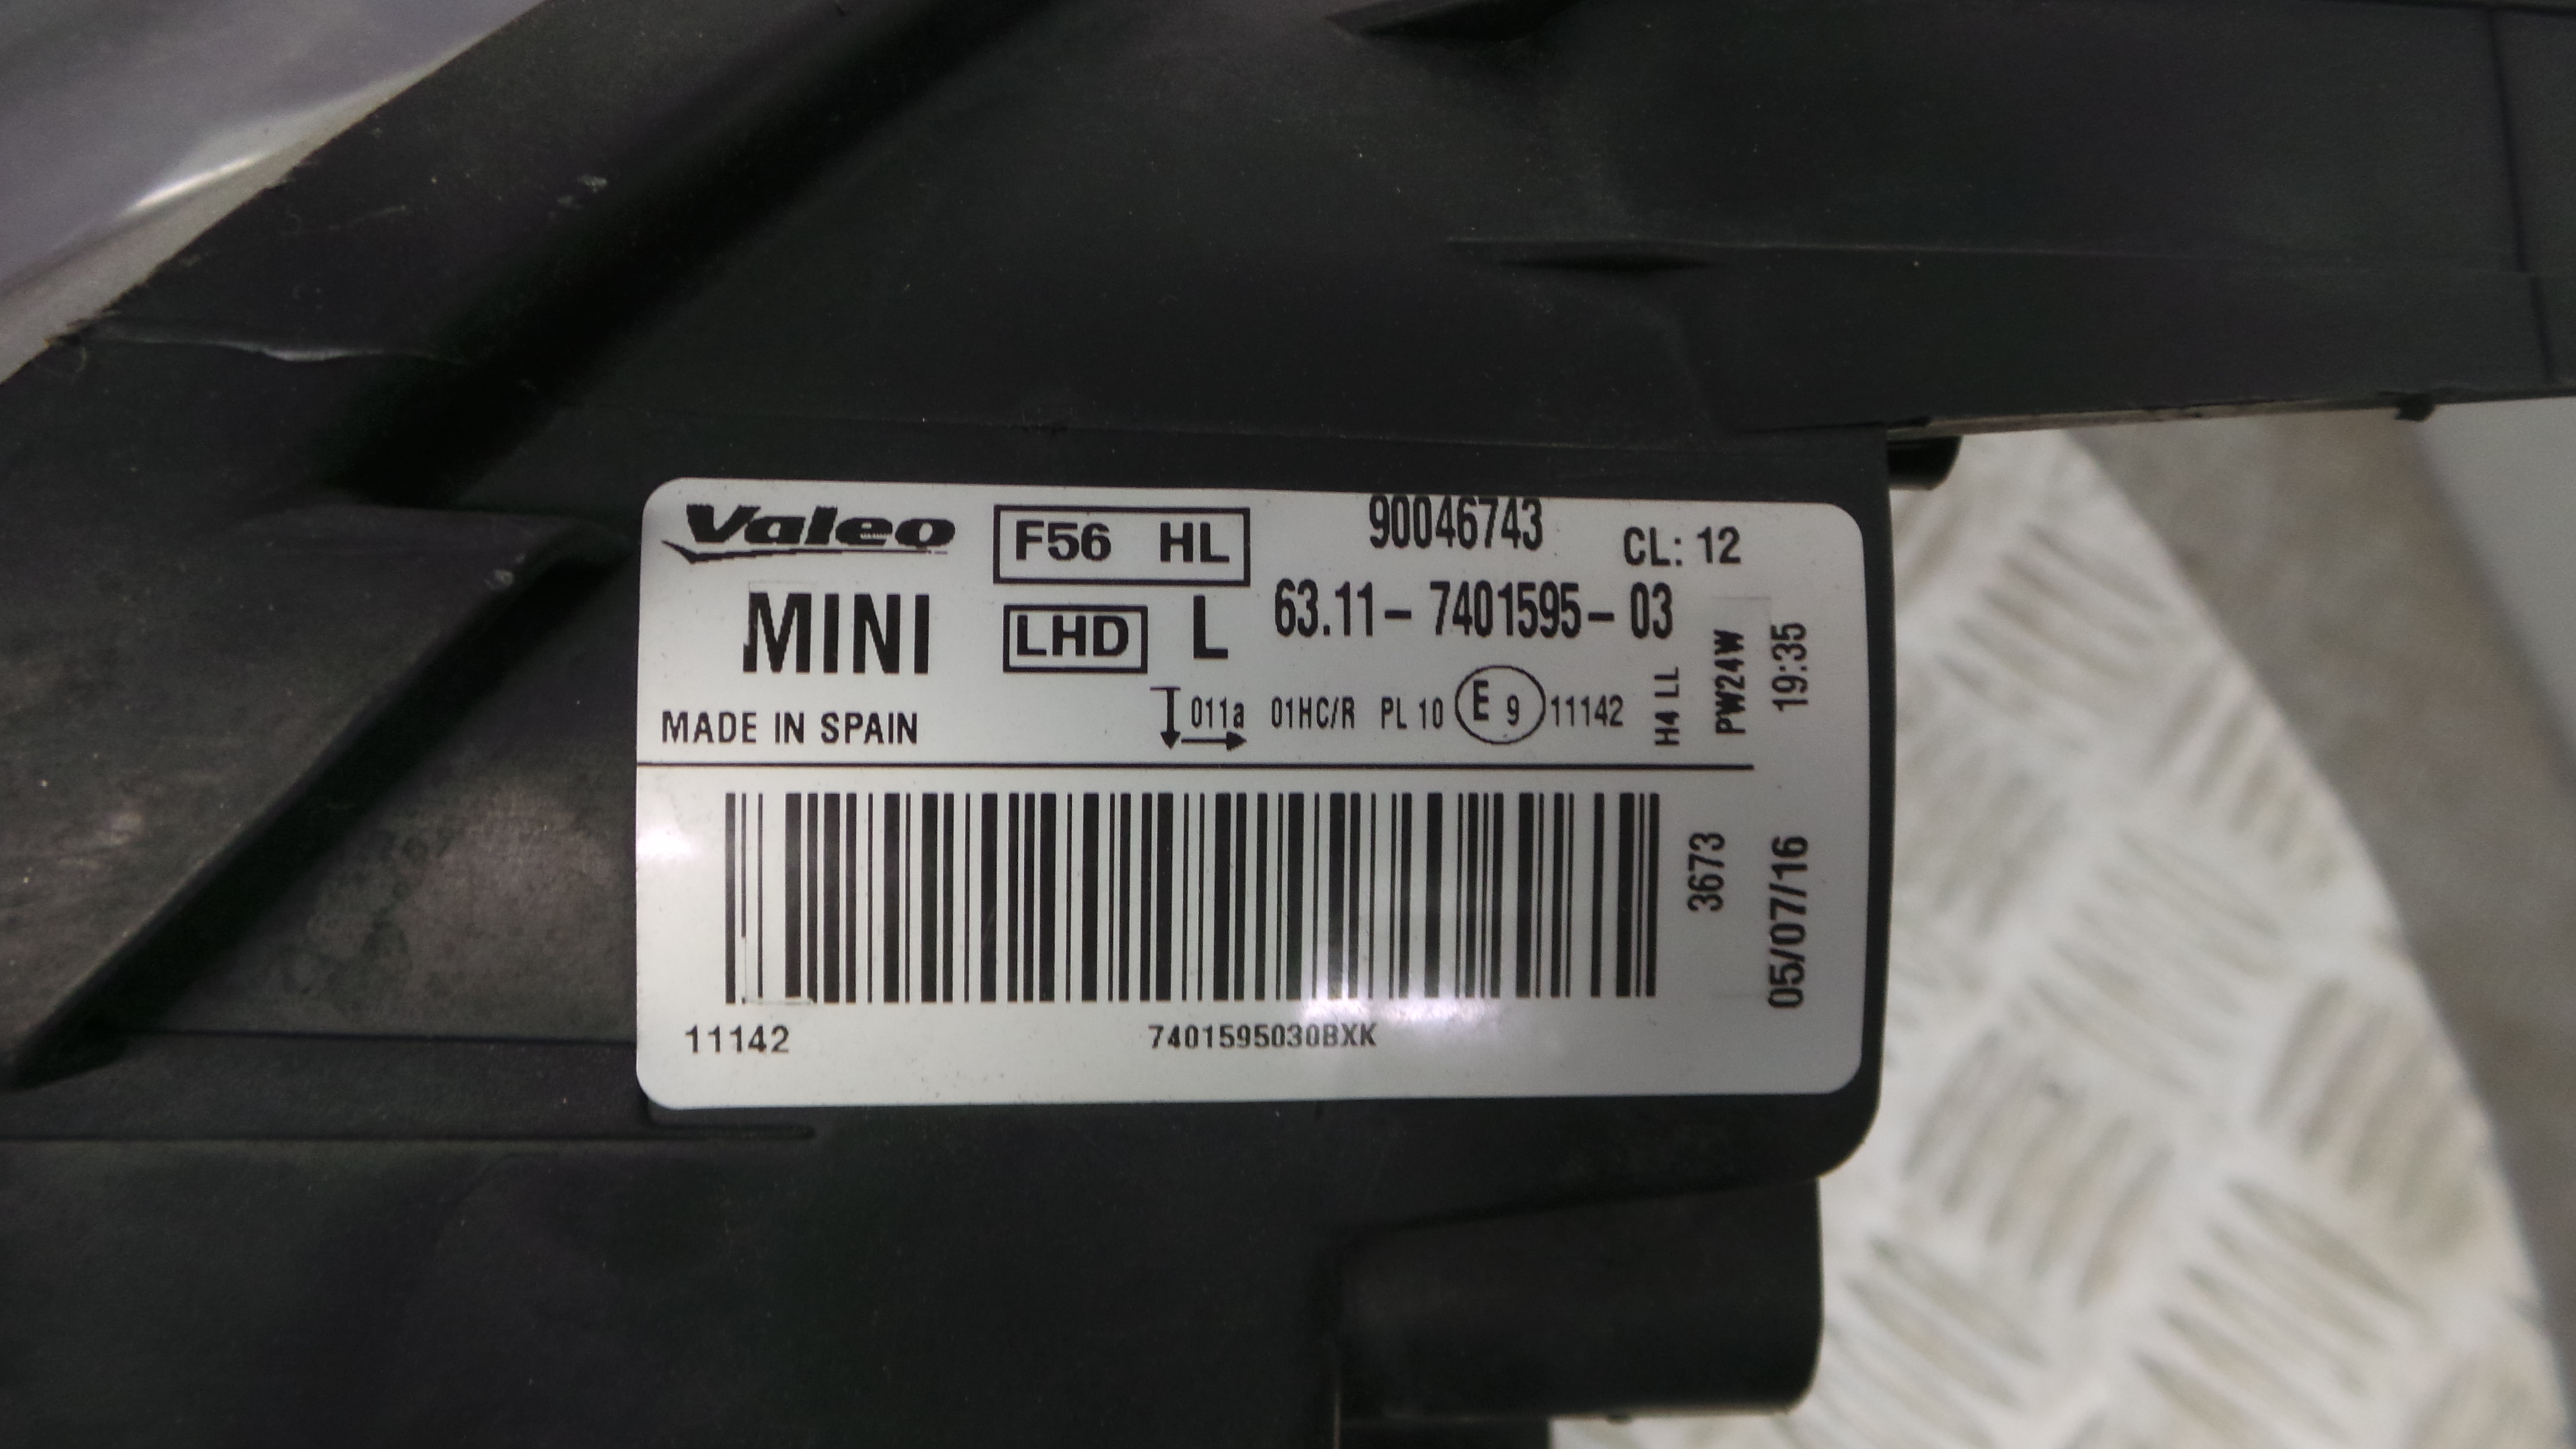 Valeo F56 HL 90046743 CL: 12
MINI LHD L 63.11- 7401595- 03
MADE IN SPAIN 011a 01HC/R PL 10 E 9 11142
H4 LL
PW24W
19:35
3673
05/07/16
11142 7401595030BXK